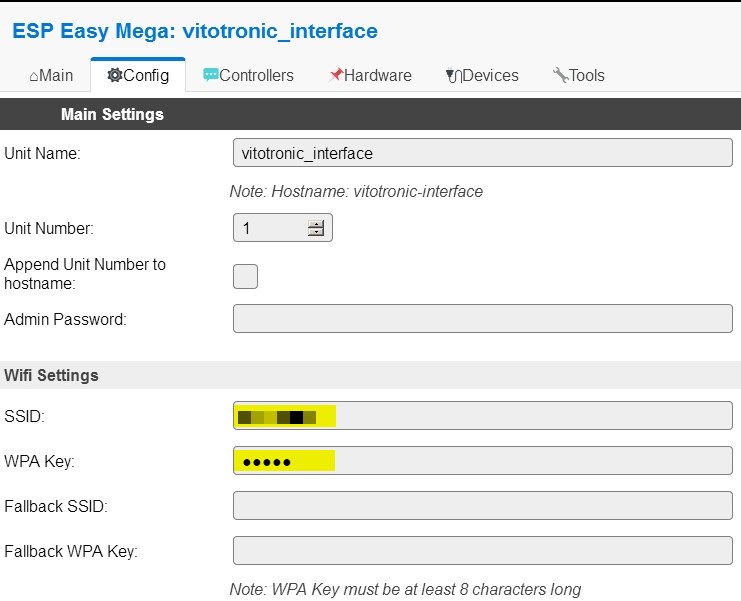 ESP Easy Mega: vitotronic_interface
⌂Main ⚙Config Controllers Hardware Devices Tools
Main Settings
Unit Name: vitotronic_interface
Note: Hostname: vitotronic-interface
Unit Number: 1
Append Unit Number to
hostname:
Admin Password:
Wifi Settings
SSID:
WPA Key: ●●●●●
Fallback SSID:
Fallback WPA Key:
Note: WPA Key must be at least 8 characters long